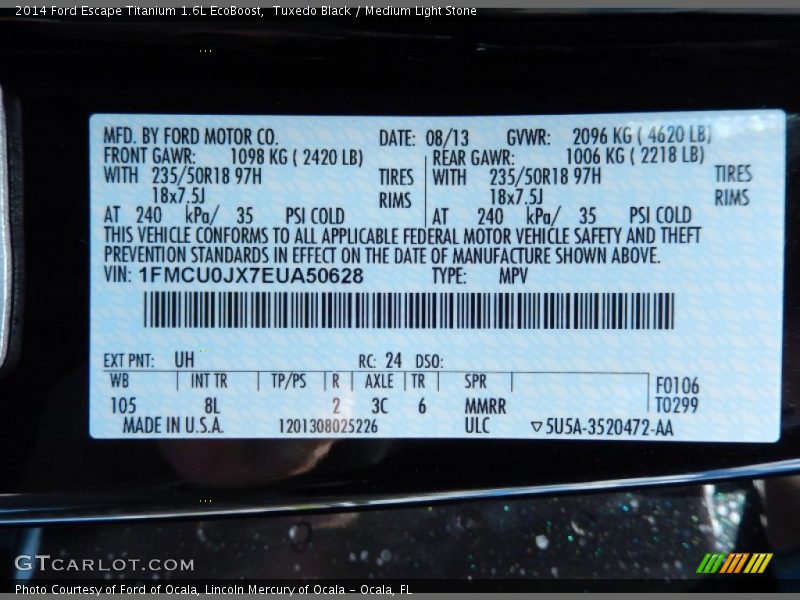 2014 Ford Escape Titanium 1.6L EcoBoost, Tuxedo Black / Medium Light Stone
MFD. BY FORD MOTOR CO. DATE: 08/13 GVWR: 2096 KG ( 4620 LB)
FRONT GAWR: 1098 KG ( 2420 LB) REAR GAWR: 1006 KG ( 2218 LB)
WITH 235/50R18 97H TIRES WITH 235/50R18 97H TIRES
18x7.5J RIMS 18x7.5J RIMS
AT 240 kPa/ 35 PSI COLD AT 240 kPa/ 35 PSI COLD
THIS VEHICLE CONFORMS TO ALL APPLICABLE FEDERAL MOTOR VEHICLE SAFETY AND THEFT
PREVENTION STANDARDS IN EFFECT ON THE DATE OF MANUFACTURE SHOWN ABOVE.
VIN: 1FMCU0JX7EUA50628 TYPE: MPV
EXT PNT: UH RC: 24 DSO:
WB INT TR TP/PS R AXLE TR SPR F0106
105 8L 2 3C 6 MMRR T0299
MADE IN U.S.A. 1201308025226 ULC ▽5U5A-3520472-AA
GTCARLOT.COM
Photo Courtesy of Ford of Ocala, Lincoln Mercury of Ocala - Ocala, FL